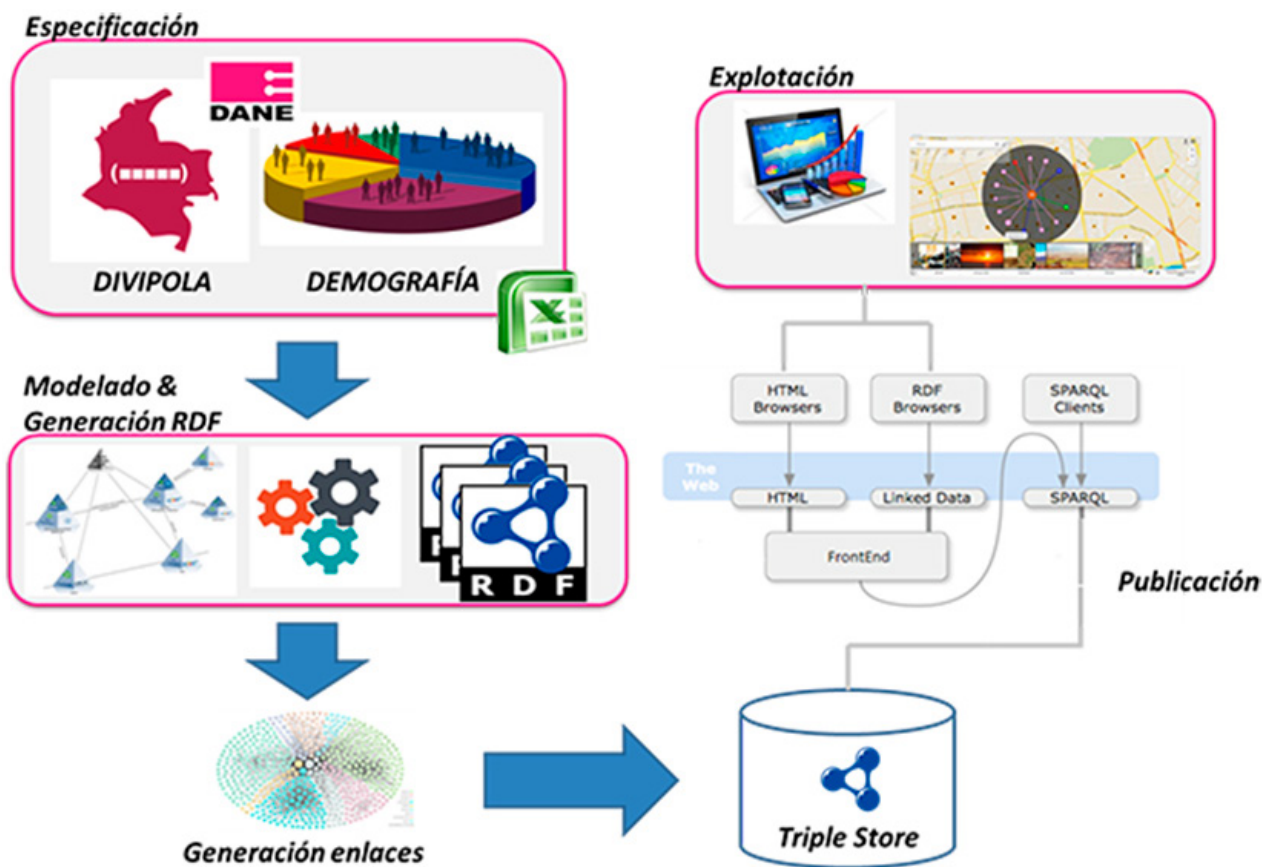 Especificación
DANE
DIVIPOLA
DEMOGRAFÍA
Modelado &
Generación RDF
R
R
R D F
Generación enlaces
Explotación
HTML
Browsers
RDF
Browsers
SPARQL
Clients
The
Web
HTML
Linked Data
SPARQL
FrontEnd
Publicación
Triple Store